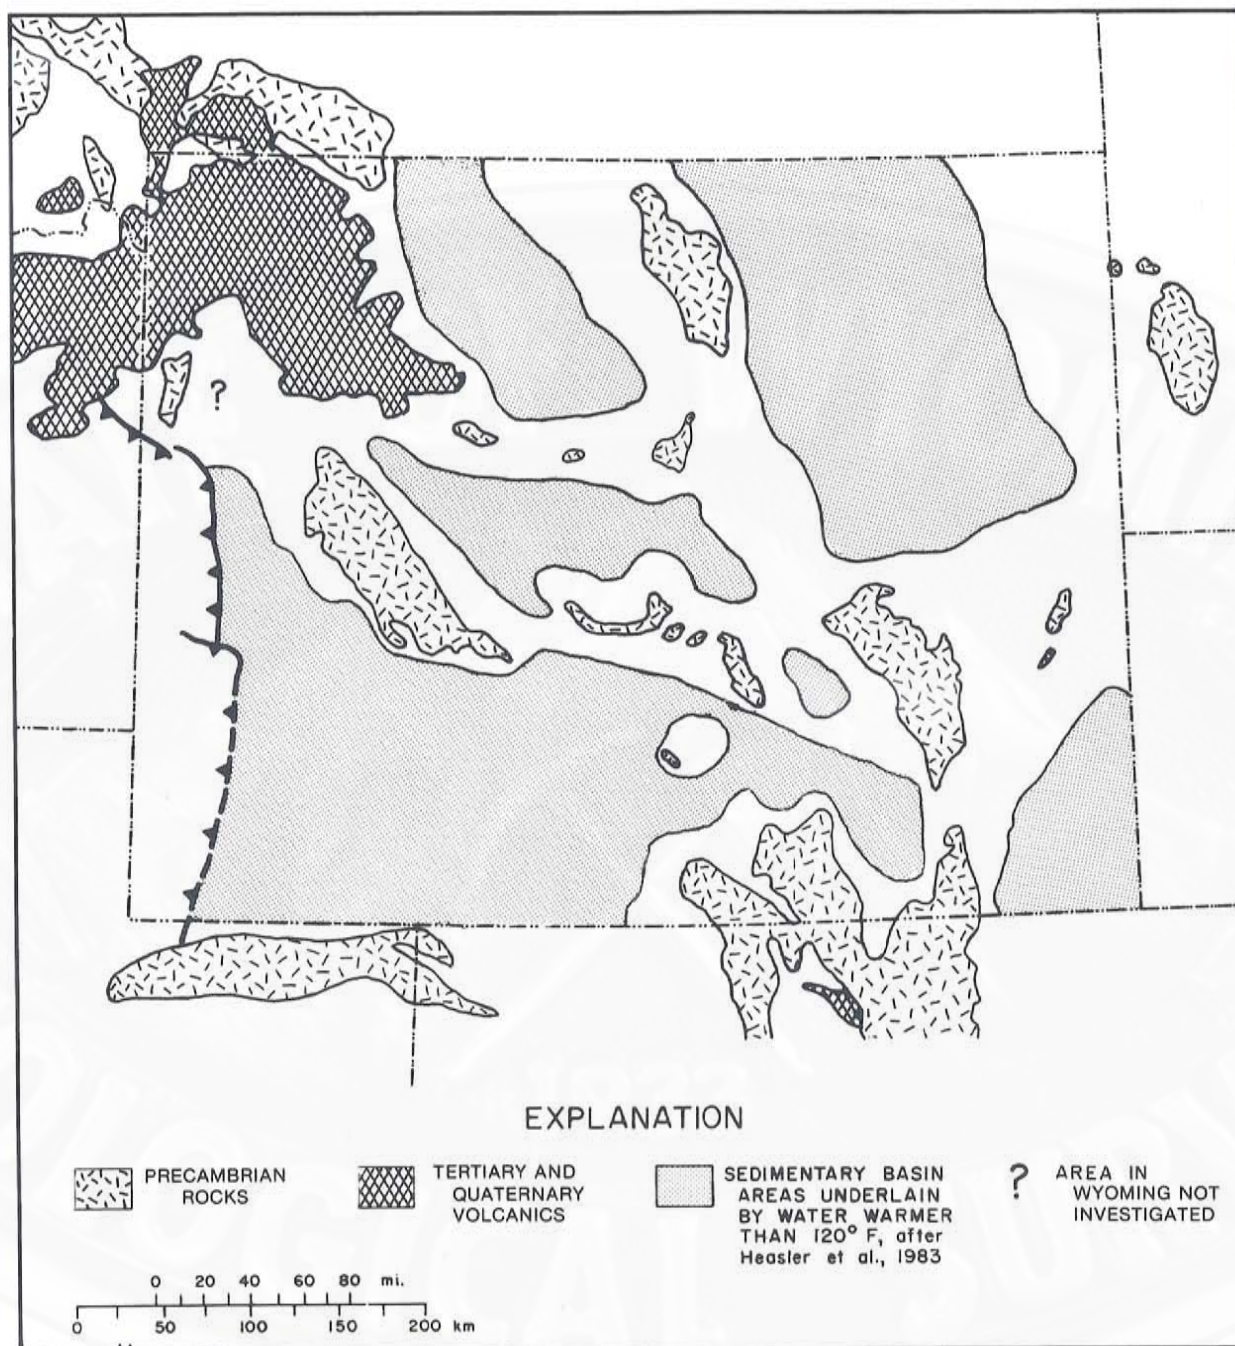 ?
EXPLANATION
PRECAMBRIAN
ROCKS
TERTIARY AND
QUATERNARY
VOLCANICS
SEDIMENTARY BASIN
AREAS UNDERLAIN
BY WATER WARMER
THAN 120° F, after
Heasler et al., 1983
? AREA IN
WYOMING NOT
INVESTIGATED
0 20 40 60 80 mi.
0 50 100 150 200 km